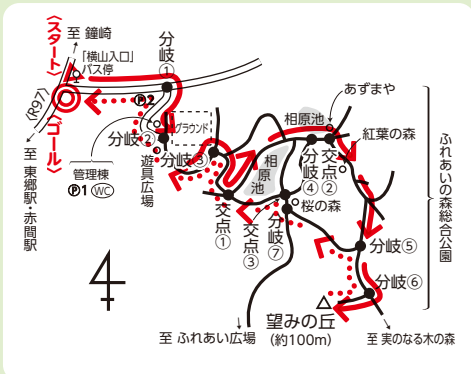 〈スタート〉
至 鐘崎
「横山入口」
バス停
分岐①
(R97)
〈ゴール〉
Ⓟ2
グラウンド
分岐②
分岐③
遊具広場
管理棟
Ⓟ1 WC
至 東郷駅・赤間駅
相原池
相原池
あずまや
紅葉の森
分岐④
交点②
桜の森
分岐⑦
交点③
交点①
分岐⑤
分岐⑥
望みの丘
(約100m)
至 ふれあい広場
至 実のなる木の森
ふれあいの森総合公園